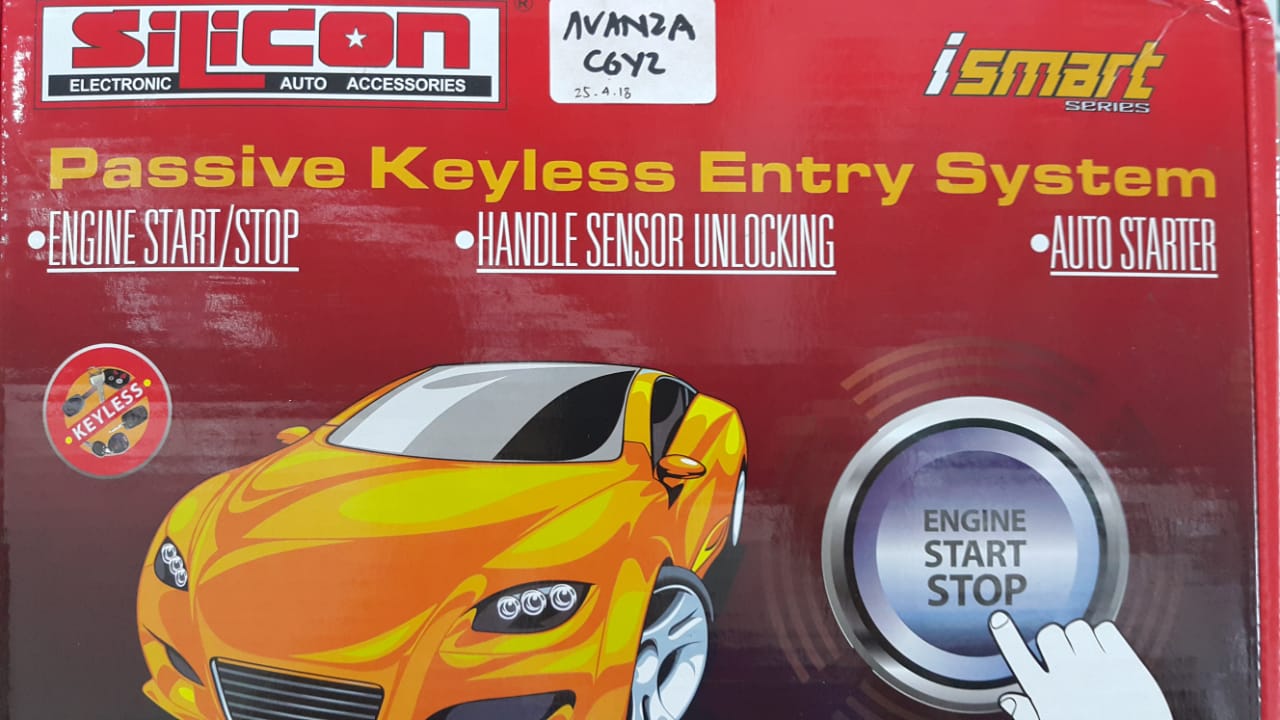 SiLiCON
®
ELECTRONIC AUTO ACCESSORIES
AVANZA
CGY2
25.4.18
ismart
SERIES
Passive Keyless Entry System
•ENGINE START/STOP
•HANDLE SENSOR UNLOCKING
•AUTO STARTER
•KEYLESS•
ENGINE
START
STOP